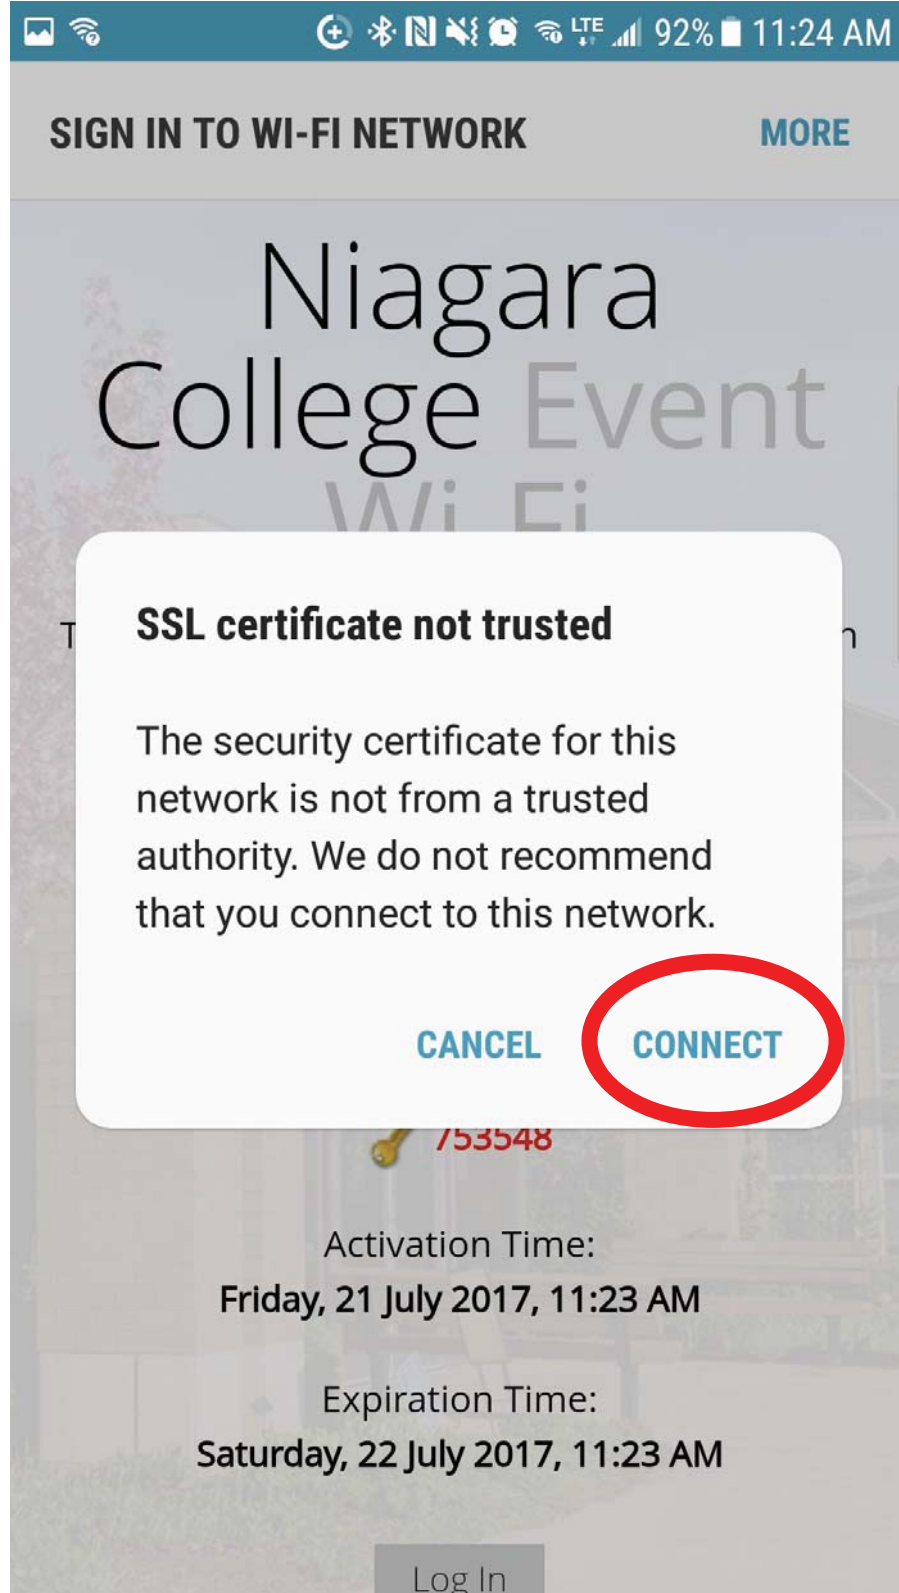 LTE 92% 11:24 AM
SIGN IN TO WI-FI NETWORK MORE
Niagara
College Event
Wi-Fi
SSL certificate not trusted
The security certificate for this
network is not from a trusted
authority. We do not recommend
that you connect to this network.
CANCEL CONNECT
753548
Activation Time:
Friday, 21 July 2017, 11:23 AM
Expiration Time:
Saturday, 22 July 2017, 11:23 AM
Log In